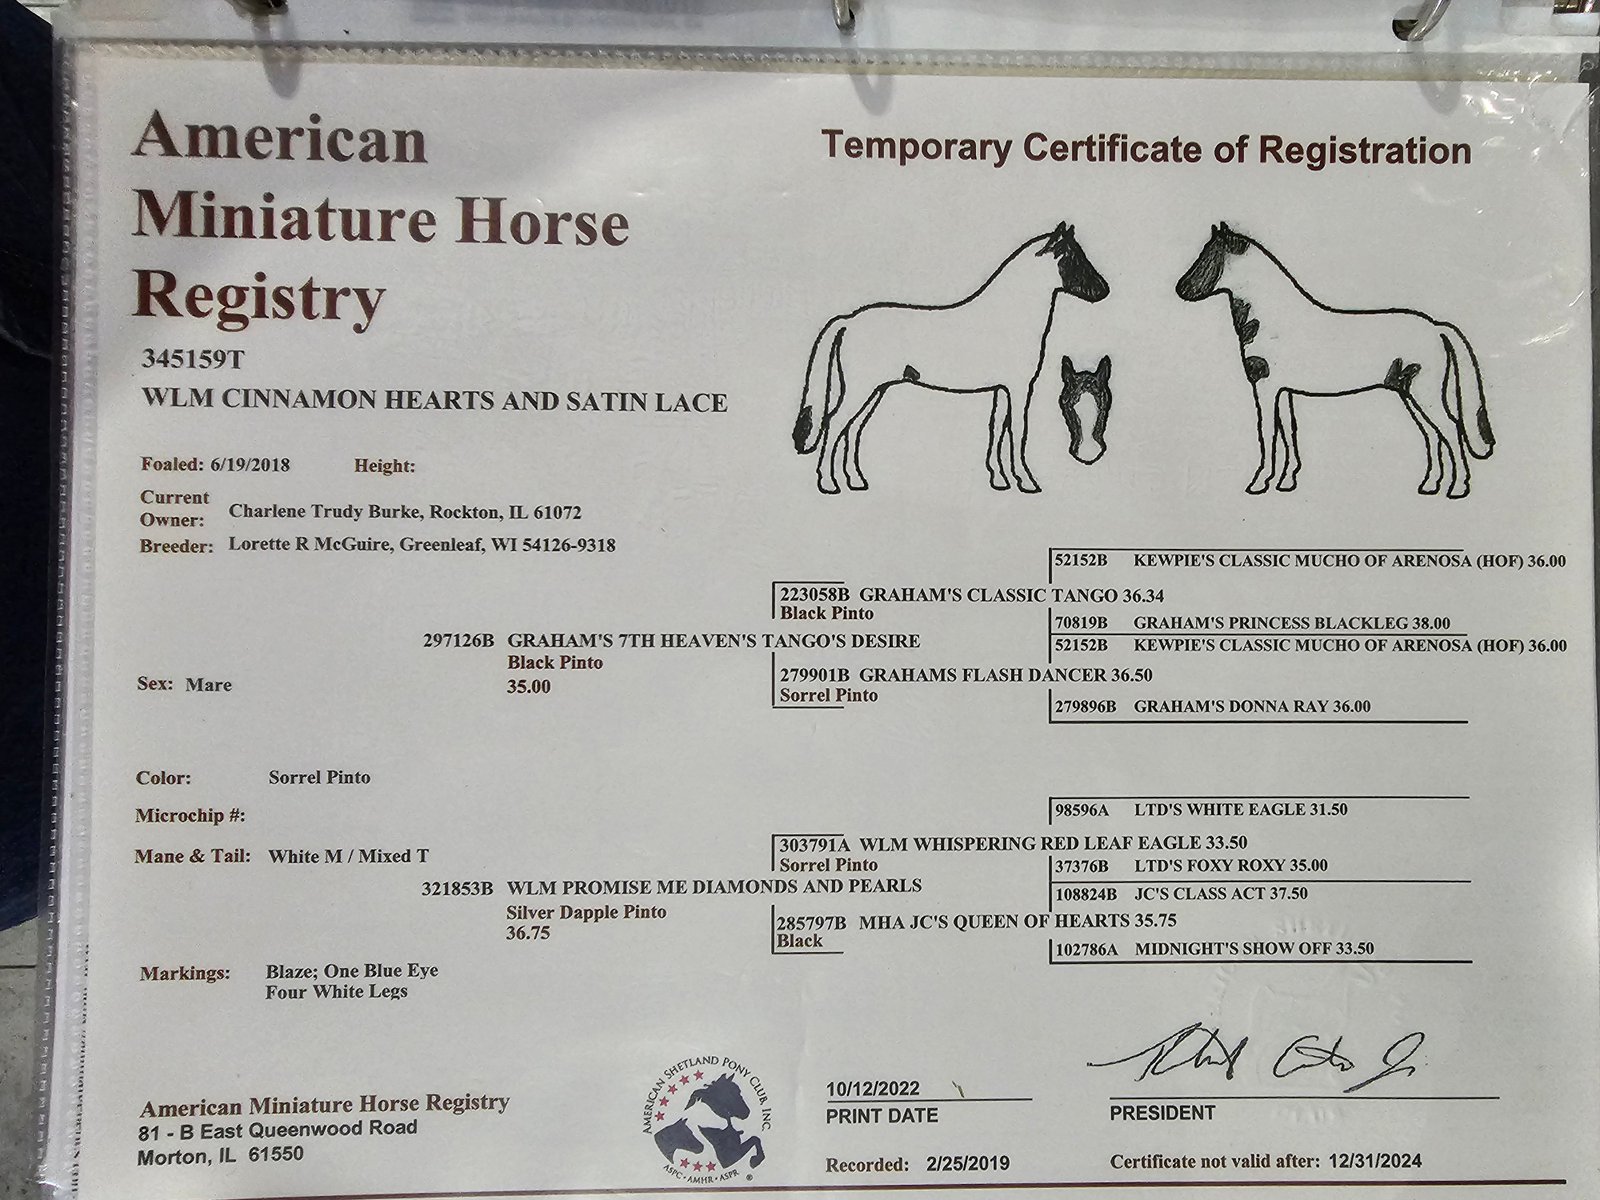 American
Miniature Horse
Registry
Temporary Certificate of Registration
345159T
WLM CINNAMON HEARTS AND SATIN LACE
Foaled: 6/19/2018 Height:
Current
Owner: Charlene Trudy Burke, Rockton, IL 61072
Breeder: Lorette R McGuire, Greenleaf, WI 54126-9318
52152B KEWPIE'S CLASSIC MUCHO OF ARENOSA (HOF) 36.00
223058B GRAHAM'S CLASSIC TANGO 36.34
Black Pinto
70819B GRAHAM'S PRINCESS BLACKLEG 38.00
297126B GRAHAM'S 7TH HEAVEN'S TANGO'S DESIRE
52152B KEWPIE'S CLASSIC MUCHO OF ARENOSA (HOF) 36.00
Black Pinto
279901B GRAHAMS FLASH DANCER 36.50
Sex: Mare
35.00
Sorrel Pinto
279896B GRAHAM'S DONNA RAY 36.00
Color: Sorrel Pinto
Microchip #:
98596A LTD'S WHITE EAGLE 31.50
303791A WLM WHISPERING RED LEAF EAGLE 33.50
Mane & Tail: White M / Mixed T
Sorrel Pinto
37376B LTD'S FOXY ROXY 35.00
321853B WLM PROMISE ME DIAMONDS AND PEARLS
108824B JC'S CLASS ACT 37.50
Silver Dapple Pinto
285797B MHA JC'S QUEEN OF HEARTS 35.75
36.75
Black
102786A MIDNIGHT'S SHOW OFF 33.50
Markings: Blaze; One Blue Eye
Four White Legs
American Miniature Horse Registry
81 - B East Queenwood Road
Morton, IL 61550
AMERICAN SHETLAND PONY CLUB, INC.
ASPC · AMHR · ASPR ®
10/12/2022
PRINT DATE
PRESIDENT
Recorded: 2/25/2019
Certificate not valid after: 12/31/2024